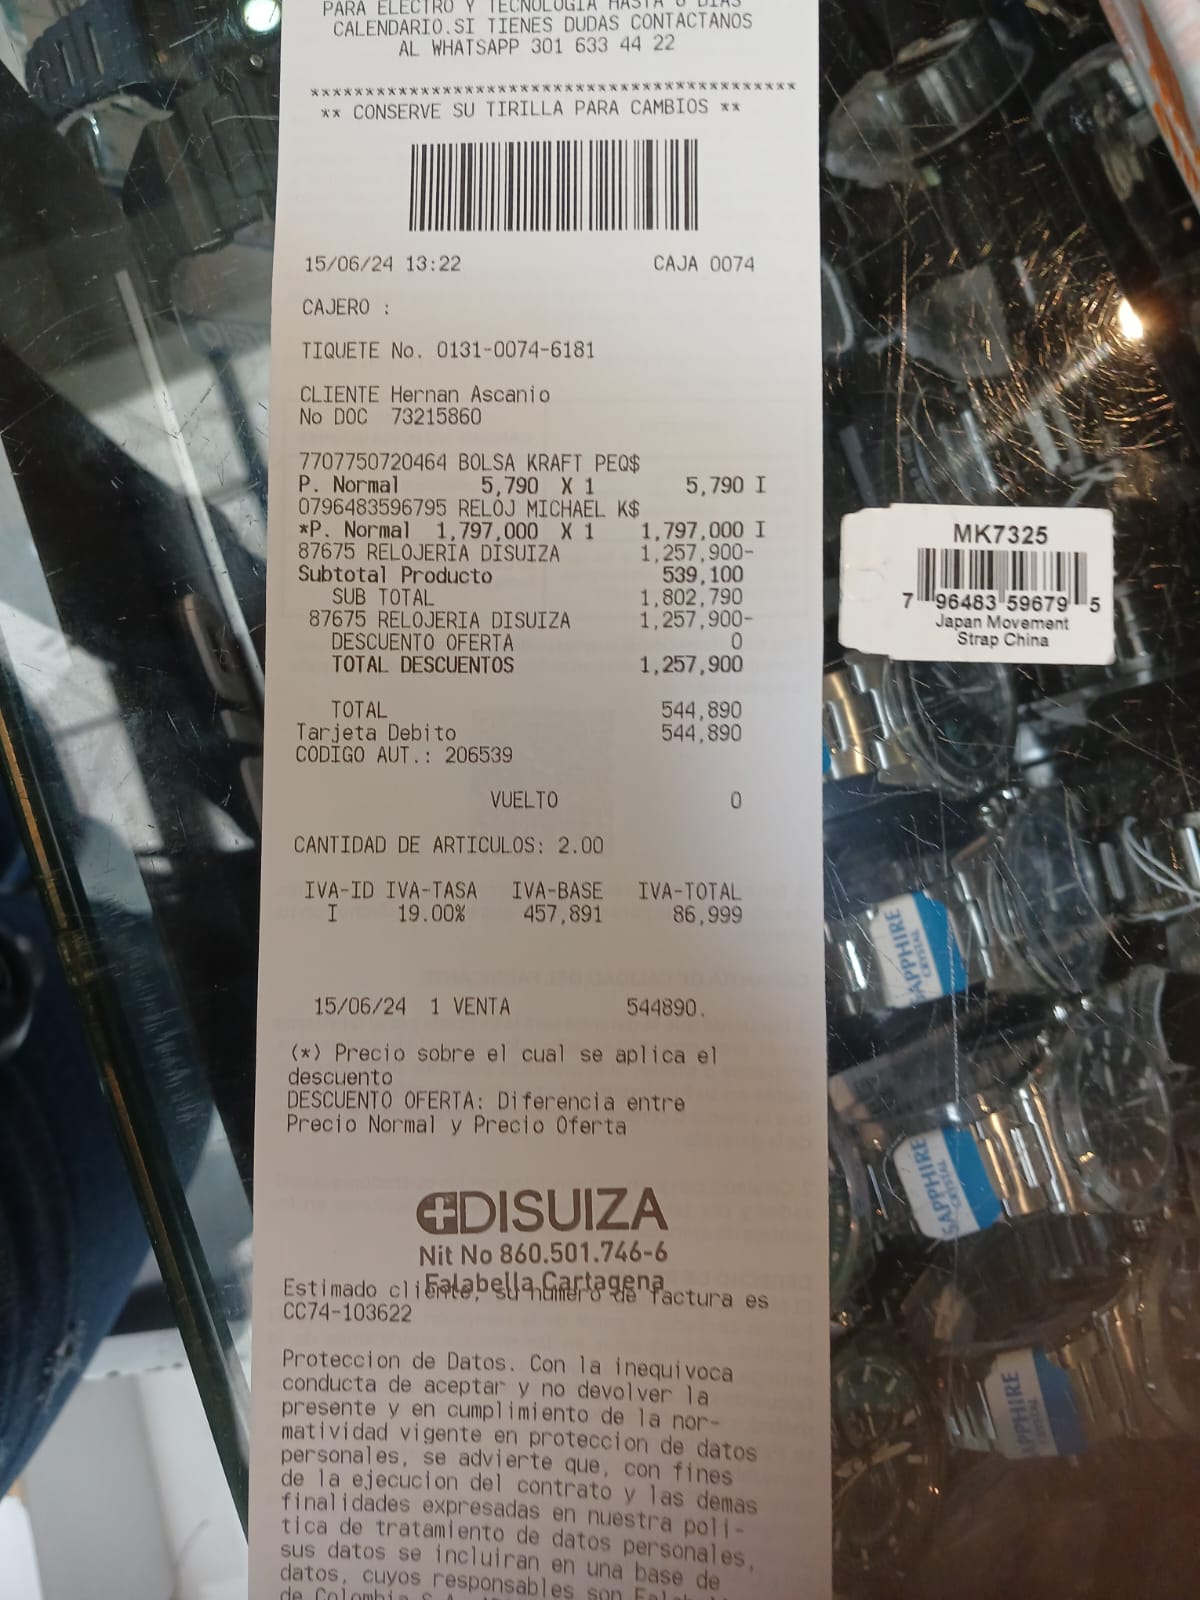 PARA ELECTRO Y TECNOLOGIA HASTA 8 DIAS
CALENDARIO.SI TIENES DUDAS CONTACTANOS
AL WHATSAPP 301 633 44 22
********************************************
** CONSERVE SU TIRILLA PARA CAMBIOS **
15/06/24 13:22 CAJA 0074
CAJERO :
TIQUETE No. 0131-0074-6181
CLIENTE Hernan Ascanio
No DOC 73215860
7707750720464 BOLSA KRAFT PEQ$
P. Normal 5,790 X 1 5,790 I
0796483596795 RELOJ MICHAEL K$
*P. Normal 1,797,000 X 1 1,797,000 I
87675 RELOJERIA DISUIZA 1,257,900-
Subtotal Producto 539,100
SUB TOTAL 1,802,790
87675 RELOJERIA DISUIZA 1,257,900-
DESCUENTO OFERTA 0
TOTAL DESCUENTOS 1,257,900
TOTAL 544,890
Tarjeta Debito 544,890
CODIGO AUT.: 206539
VUELTO 0
CANTIDAD DE ARTICULOS: 2.00
IVA-ID IVA-TASA IVA-BASE IVA-TOTAL
I 19.00% 457,891 86,999
15/06/24 1 VENTA 544890.
(*) Precio sobre el cual se aplica el
descuento
DESCUENTO OFERTA: Diferencia entre
Precio Normal y Precio Oferta
DISUIZA
Nit No 860.501.746-6
Falabella Cartagena
Estimado cliente, su numero de factura es
CC74-103622
Proteccion de Datos. Con la inequivoca
conducta de aceptar y no devolver la
presente y en cumplimiento de la nor-
matividad vigente en proteccion de datos
personales, se advierte que, con fines
de la ejecucion del contrato y las demas
finalidades expresadas en nuestra poli-
tica de tratamiento de datos personales,
sus datos se incluiran en una base de
datos, cuyos responsables son
de Colombia
MK7325
7 96483 59679 5
Japan Movement
Strap China
SAPPHIRE
CRYSTAL
SAPPHIRE
CRYSTAL